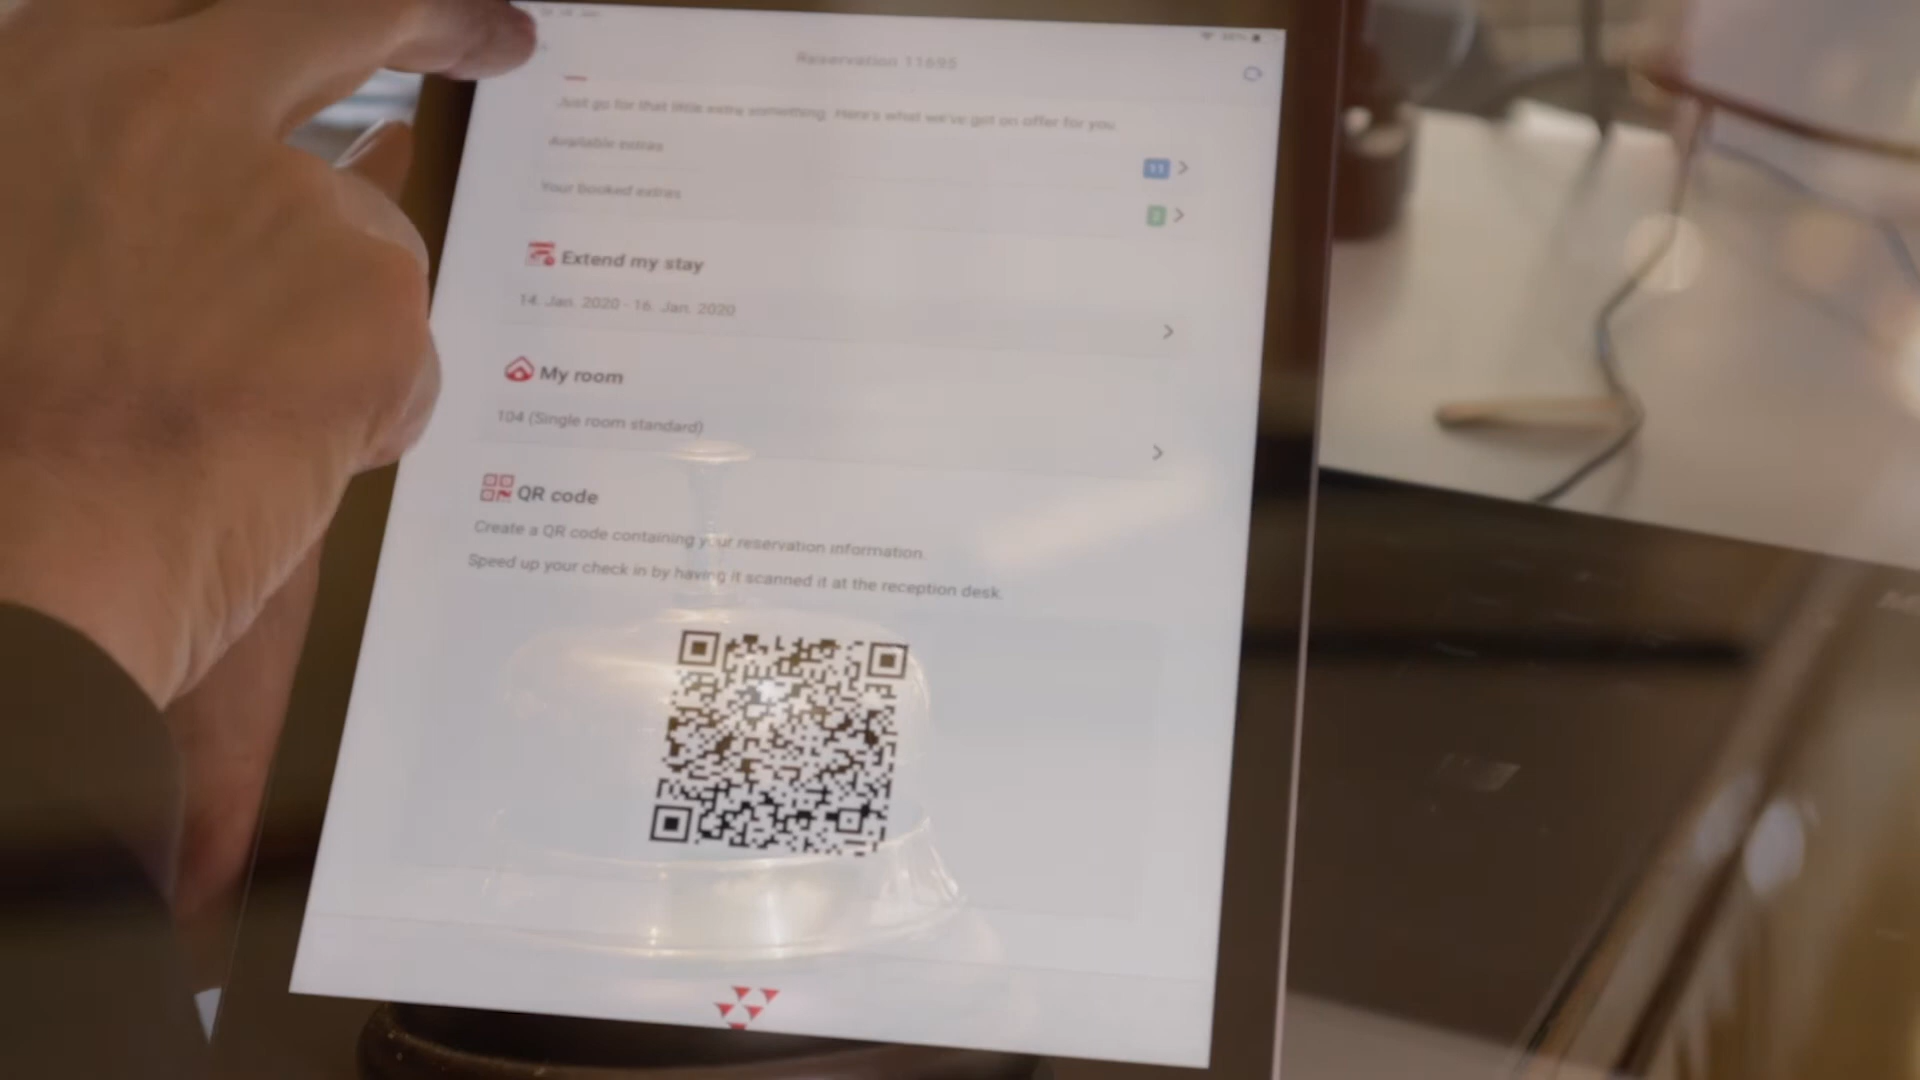 Reservation 11695
Just go for that little extra something. Here's what we've got on offer for you.
Available extras
11
Your booked extras
2
Extend my stay
14. Jan. 2020 - 16. Jan. 2020
My room
104 (Single room standard)
QR code
Create a QR code containing your reservation information.
Speed up your check in by having it scanned it at the reception desk.